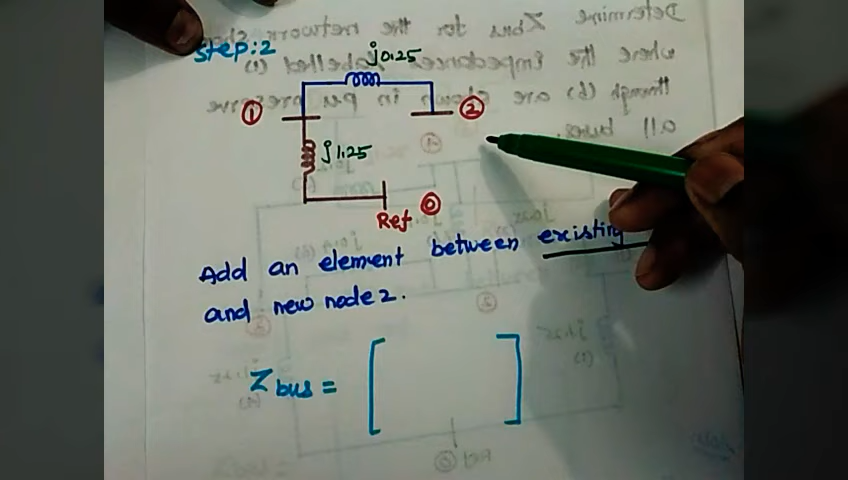 Step:2
j0.25
①
②
j1.25
Ref ⓪
Add an element between existing
and new node 2.
Zbus =